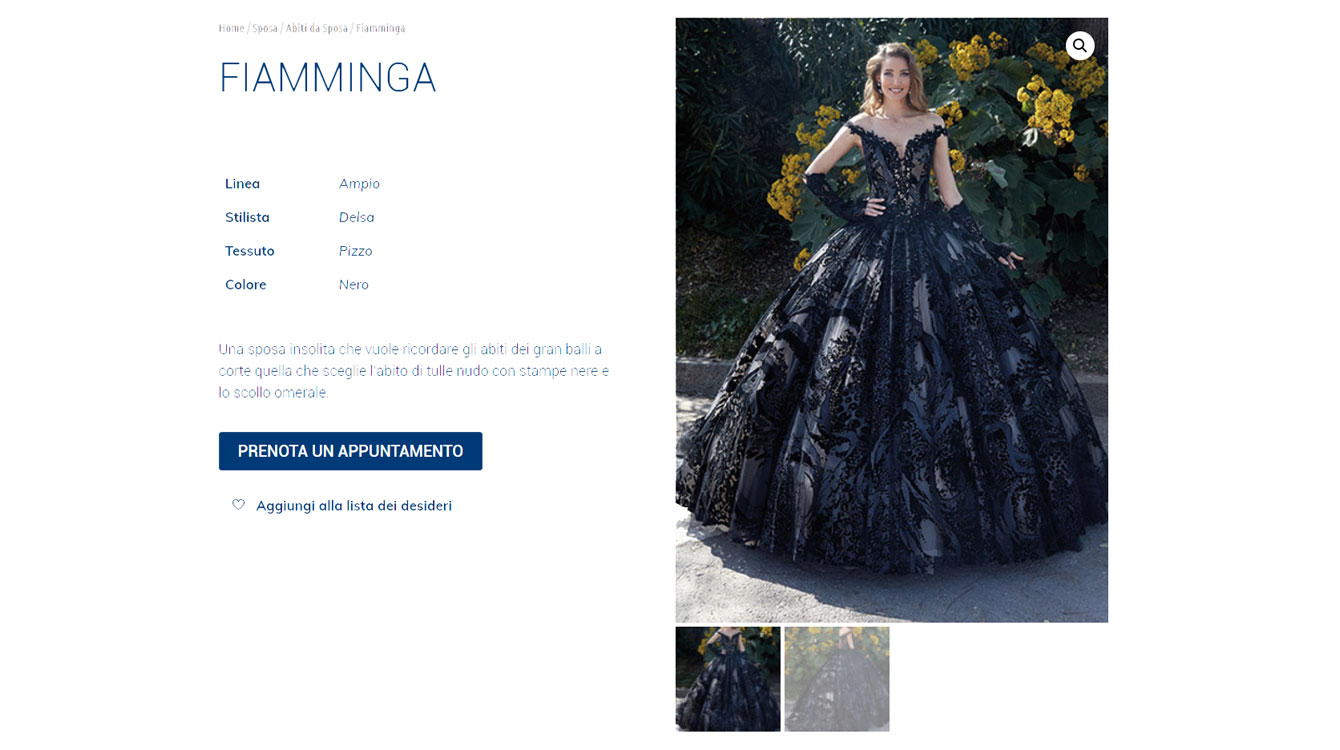 Home / Sposa / Abiti da Sposa / Fiamminga
FIAMMINGA
Linea Ampio
Stilista Delsa
Tessuto Pizzo
Colore Nero
Una sposa insolita che vuole ricordare gli abiti dei gran balli a
corte quella che sceglie l'abito di tulle nudo con stampe nere e
lo scollo omerale.
PRENOTA UN APPUNTAMENTO
Aggiungi alla lista dei desideri